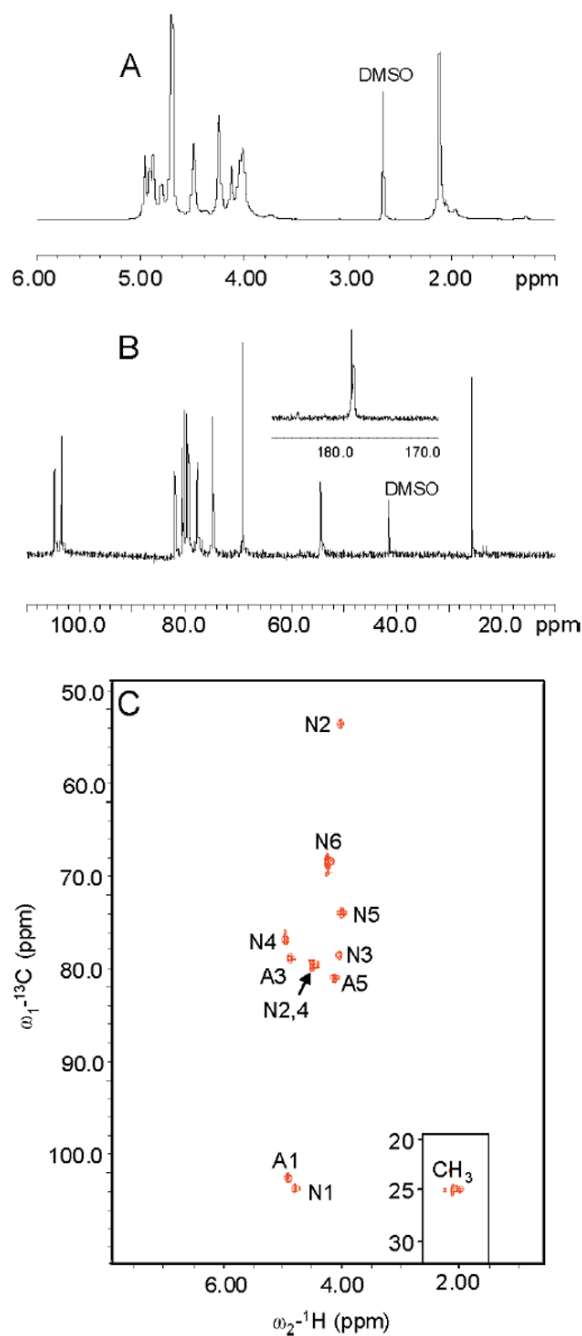 A
DMSO
6.00 5.00 4.00 3.00 2.00 ppm
B
180.0 170.0
DMSO
100.0 80.0 60.0 40.0 20.0 ppm
C
50.0
N2
60.0
N6
70.0
N5
N4
N3
A3
80.0
A5
N2,4
ω1-13C (ppm)
90.0
100.0
A1
N1
20
CH3
25
30
6.00 4.00 2.00
ω2-1H (ppm)